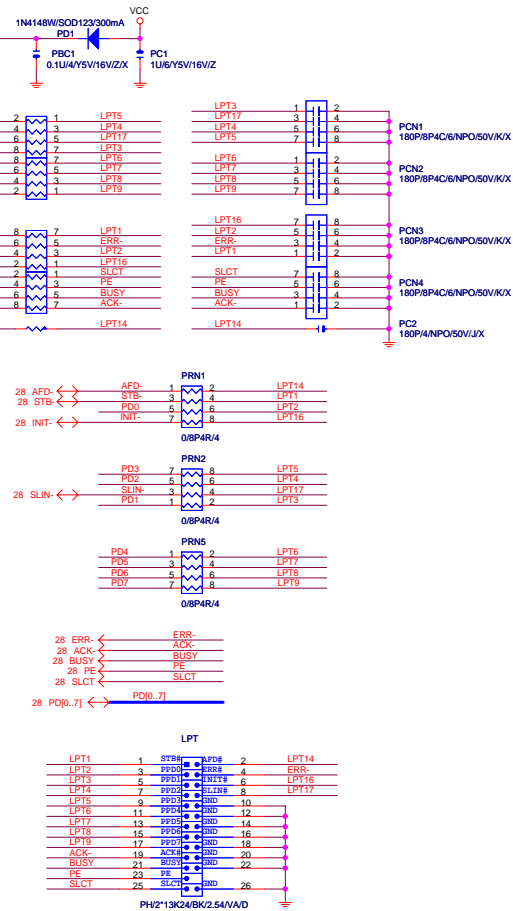 VCC
1N4148W/SOD123/300mA
PD1
PBC1
0.1U/4/Y5V/16V/Z/X
PC1
1U/6/Y5V/16V/Z
2 1 LPT5
4 3 LPT4
6 5 LPT17
8 7 LPT3
8 7 LPT6
6 5 LPT7
4 3 LPT8
2 1 LPT9
8 7 LPT1
6 5 ERR-
4 3 LPT2
2 1 LPT16
2 1 SLCT
4 3 PE
6 5 BUSY
8 7 ACK-
LPT14
LPT3 1 2
LPT17 3 4
LPT4 5 6
LPT5 7 8
PCN1
180P/8P4C/6/NPO/50V/K/X
LPT6 1 2
LPT7 3 4
LPT8 5 6
LPT9 7 8
PCN2
180P/8P4C/6/NPO/50V/K/X
LPT16 7 8
LPT2 5 6
ERR- 3 4
LPT1 1 2
PCN3
180P/8P4C/6/NPO/50V/K/X
SLCT 7 8
PE 5 6
BUSY 3 4
ACK- 1 2
PCN4
180P/8P4C/6/NPO/50V/K/X
LPT14
PC2
180P/4/NPO/50V/J/X
PRN1
28 AFD- AFD- 1 2 LPT14
28 STB- STB- 3 4 LPT1
PD0 5 6 LPT2
28 INIT- INIT- 7 8 LPT16
0/8P4R/4
PRN2
PD3 7 8 LPT5
PD2 5 6 LPT4
28 SLIN- SLIN- 3 4 LPT17
PD1 1 2 LPT3
0/8P4R/4
PRN5
PD4 1 2 LPT6
PD5 3 4 LPT7
PD6 5 6 LPT8
PD7 7 8 LPT9
0/8P4R/4
28 ERR- ERR-
28 ACK- ACK-
28 BUSY BUSY
28 PE PE
28 SLCT SLCT
28 PD[0..7] PD[0..7]
LPT
LPT1 1 STB# AFD# 2 LPT14
LPT2 3 PPD0 ERR# 4 ERR-
LPT3 5 PPD1 INIT# 6 LPT16
LPT4 7 PPD2 SLIN# 8 LPT17
LPT5 9 PPD3 GND 10
LPT6 11 PPD4 GND 12
LPT7 13 PPD5 GND 14
LPT8 15 PPD6 GND 16
LPT9 17 PPD7 GND 18
ACK- 19 ACK# GND 20
BUSY 21 BUSY GND 22
PE 23 PE
SLCT 25 SLCT GND 26
PH/2*13K24/BK/2.54/VA/D